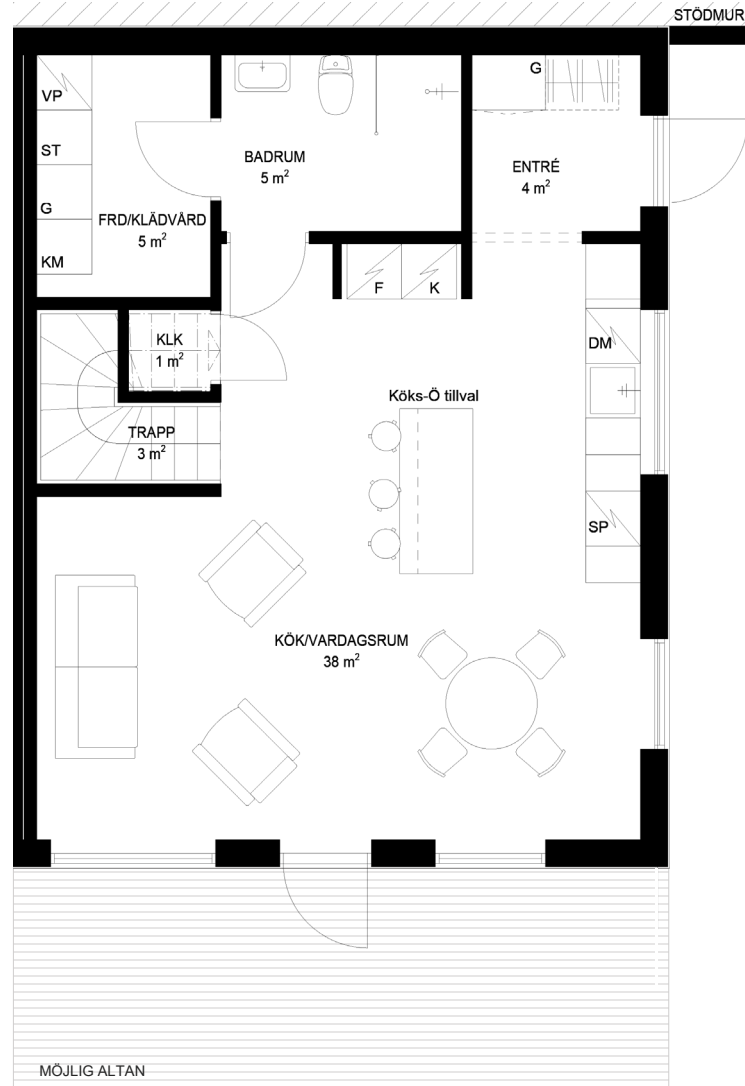 STÖDMUR
G
VP
ST
G
KM
BADRUM
5 m²
ENTRÉ
4 m²
FRD/KLÄDVÅRD
5 m²
F
K
KLK
1 m²
DM
Köks-Ö tillval
TRAPP
3 m²
SP
KÖK/VARDAGSRUM
38 m²
MÖJLIG ALTAN